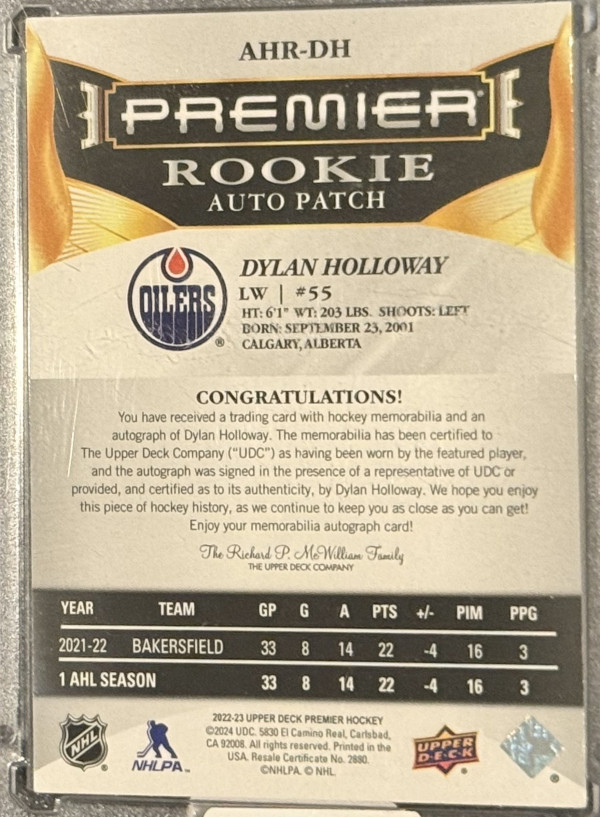 AHR-DH
PREMIER
ROOKIE
AUTO PATCH
OILERS
DYLAN HOLLOWAY
LW | #55
HT: 6'1" WT: 203 LBS. SHOOTS: LEFT
BORN: SEPTEMBER 23, 2001
CALGARY, ALBERTA
CONGRATULATIONS!
You have received a trading card with hockey memorabilia and an
autograph of Dylan Holloway. The memorabilia has been certified to
The Upper Deck Company ("UDC") as having been worn by the featured player,
and the autograph was signed in the presence of a representative of UDC or
provided, and certified as to its authenticity, by Dylan Holloway. We hope you enjoy
this piece of hockey history, as we continue to keep you as close as you can get!
Enjoy your memorabilia autograph card!
The Richard P. McWilliam Family
THE UPPER DECK COMPANY
YEAR TEAM GP G A PTS +/- PIM PPG
2021-22 BAKERSFIELD 33 8 14 22 -4 16 3
1 AHL SEASON 33 8 14 22 -4 16 3
2022-23 UPPER DECK PREMIER HOCKEY
©2024 UDC. 5830 El Camino Real, Carlsbad,
CA 92008. All rights reserved. Printed in the
USA. Resale Certificate No. 2880.
©NHLPA. © NHL.
NHL
NHLPA
UPPER
DECK